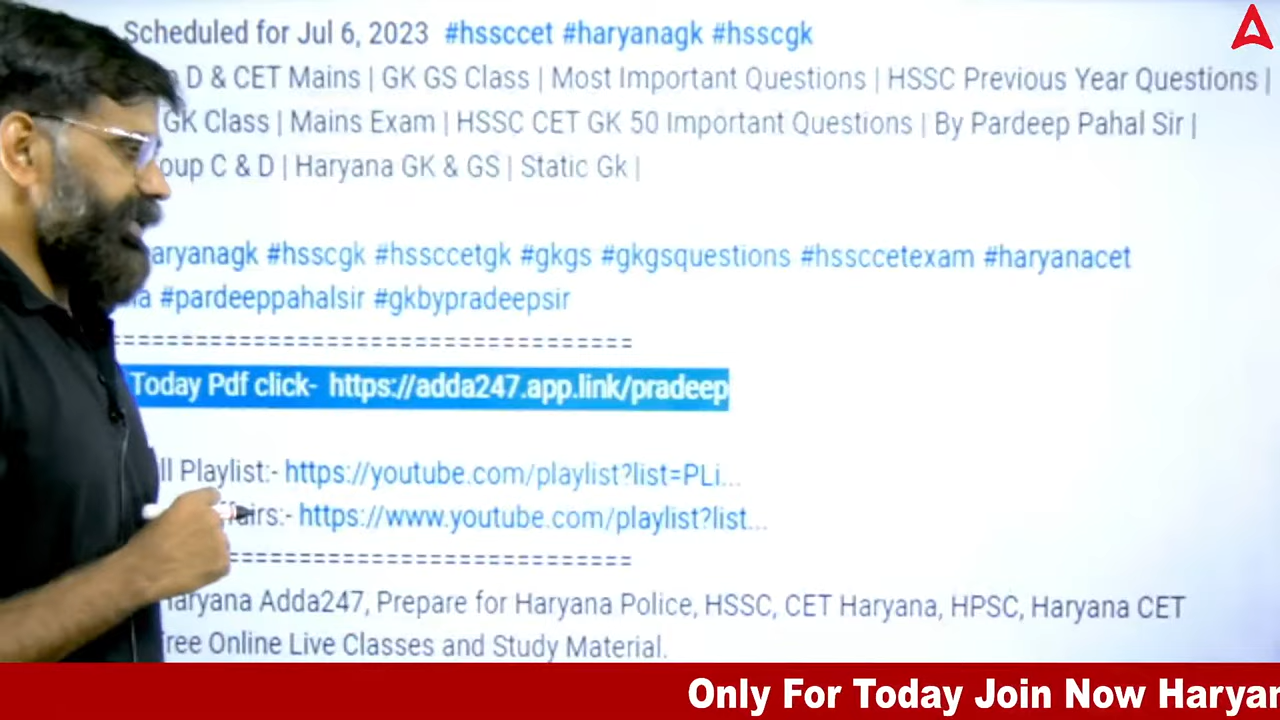 Scheduled for Jul 6, 2023 #hssccet #haryanagk #hsscgk
D & CET Mains | GK GS Class | Most Important Questions | HSSC Previous Year Questions |
GK Class | Mains Exam | HSSC CET GK 50 Important Questions | By Pardeep Pahal Sir |
oup C & D | Haryana GK & GS | Static Gk |
aryanagk #hsscgk #hssccetgk #gkgs #gkgsquestions #hssccetexam #haryanacet
#pardeeppahalsir #gkbypradeepsir
================================
Today Pdf click- https://adda247.app.link/pradeep
ll Playlist:- https://youtube.com/playlist?list=PLi...
ffairs:- https://www.youtube.com/playlist?list...
=========================
aryana Adda247, Prepare for Haryana Police, HSSC, CET Haryana, HPSC, Haryana CET
ree Online Live Classes and Study Material.
Only For Today Join Now Haryar